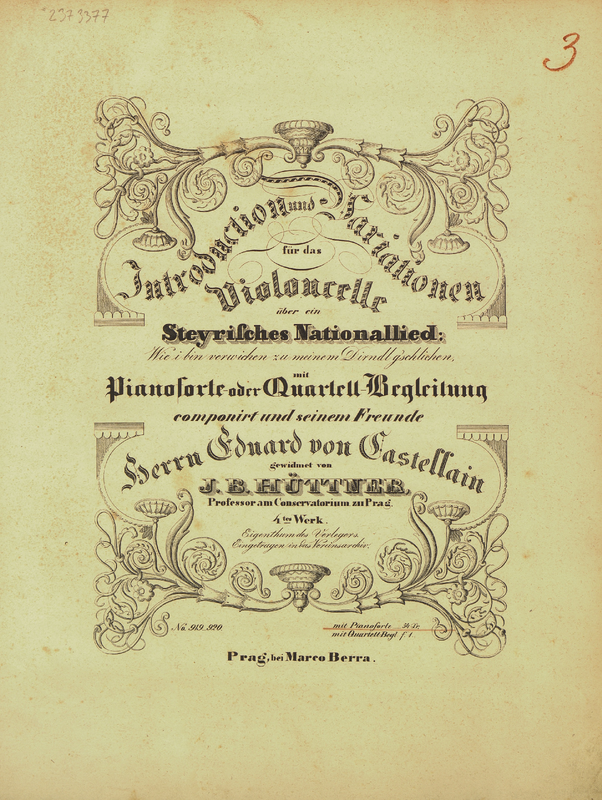 2373377
3
Introduction und Variationen
für das
Violoncelle
über ein
Steyrisches Nationallied:
Wie i bin verwichen zu meinem Dirndl g'schlichen,
mit
Pianoforte oder Quartett-Begleitung
componirt und seinem Freunde
Herrn Eduard von Castellain
gewidmet von
J. B. HÜTTNER.
Professor am Conservatorium zu Prag.
4tes Werk.
Eigenthum des Verlegers.
Eingetragen in das Vereinsarchiv.
No. 919. 920.
mit Pianoforte
mit Quartett Begl. f 1.
Prag, bei Marco Berra.